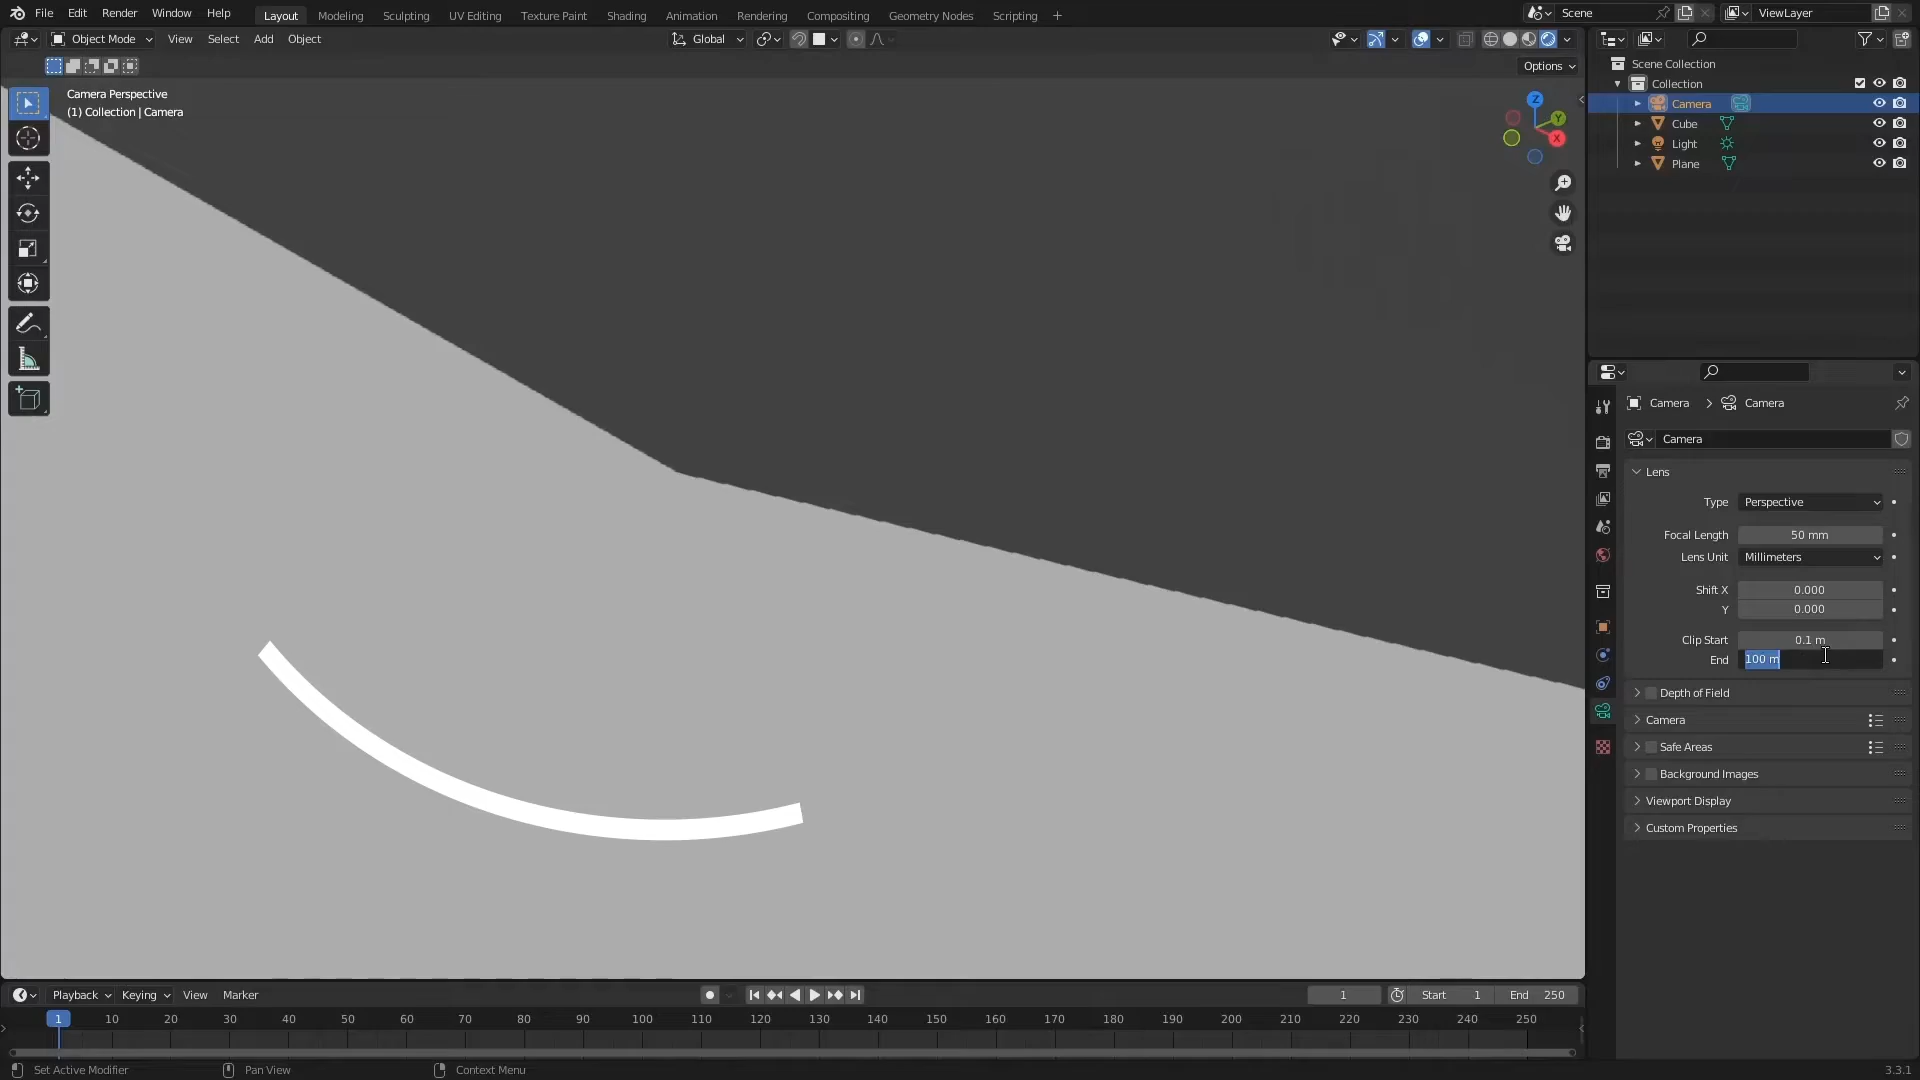 File Edit Render Window Help Layout Modeling Sculpting UV Editing Texture Paint Shading Animation Rendering Compositing Geometry Nodes Scripting + Scene ViewLayer
Object Mode View Select Add Object Global
Options
Camera Perspective
(1) Collection | Camera
Z
Y
X
Scene Collection
Collection
Camera
Cube
Light
Plane
Camera > Camera
Camera
Lens
Type Perspective
Focal Length 50 mm
Lens Unit Millimeters
Shift X 0.000
Y 0.000
Clip Start 0.1 m
End 100 m
Depth of Field
Camera
Safe Areas
Background Images
Viewport Display
Custom Properties
Playback Keying View Marker 1 Start 1 End 250
1 10 20 30 40 50 60 70 80 90 100 110 120 130 140 150 160 170 180 190 200 210 220 230 240 250
Set Active Modifier Pan View Context Menu 3.3.1